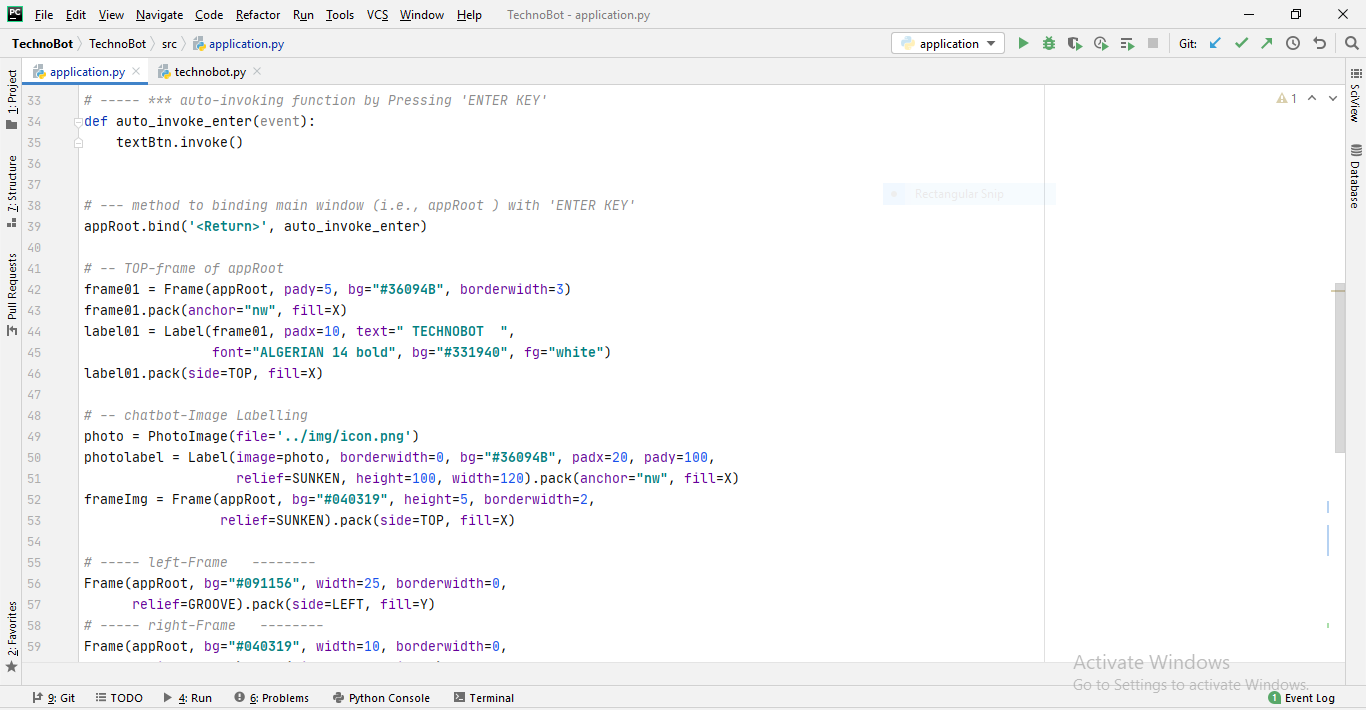 PC File Edit View Navigate Code Refactor Run Tools VCS Window Help TechnoBot - application.py
TechnoBot TechnoBot src application.py application Git:
application.py technobot.py
1: Project
7: Structure
Pull Requests
2: Favorites
33 # ----- *** auto-invoking function by Pressing 'ENTER KEY'
34 def auto_invoke_enter(event):
35 textBtn.invoke()
36
37
38 # --- method to binding main window (i.e., appRoot ) with 'ENTER KEY'
39 appRoot.bind('<Return>', auto_invoke_enter)
40
41 # -- TOP-frame of appRoot
42 frame01 = Frame(appRoot, pady=5, bg="#36094B", borderwidth=3)
43 frame01.pack(anchor="nw", fill=X)
44 label01 = Label(frame01, padx=10, text=" TECHNOBOT  ",
45 font="ALGERIAN 14 bold", bg="#331940", fg="white")
46 label01.pack(side=TOP, fill=X)
47
48 # -- chatbot-Image Labelling
49 photo = PhotoImage(file='../img/icon.png')
50 photolabel = Label(image=photo, borderwidth=0, bg="#36094B", padx=20, pady=100,
51 relief=SUNKEN, height=100, width=120).pack(anchor="nw", fill=X)
52 frameImg = Frame(appRoot, bg="#040319", height=5, borderwidth=2,
53 relief=SUNKEN).pack(side=TOP, fill=X)
54
55 # ----- left-Frame   --------
56 Frame(appRoot, bg="#091156", width=25, borderwidth=0,
57 relief=GROOVE).pack(side=LEFT, fill=Y)
58 # ----- right-Frame   --------
59 Frame(appRoot, bg="#040319", width=10, borderwidth=0,
1
Rectangular Snip
SciView
Database
Activate Windows
Go to Settings to activate Windows.
9: Git TODO 4: Run 6: Problems Python Console Terminal 1 Event Log